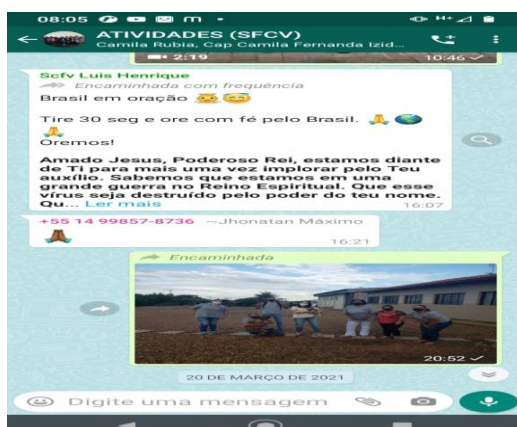 08:05
ATIVIDADES (SFCV)
Camila Rubia, Cap Camila Fernanda Izid...
2:19
10:46
Scfv Luis Henrique
Encaminhada com frequência
Brasil em oração
Tire 30 seg e ore com fé pelo Brasil.
Oremos!
Amado Jesus, Poderoso Rei, estamos diante
de Ti para mais uma vez implorar pelo Teu
auxílio. Sabemos que estamos em uma
grande guerra no Reino Espiritual. Que esse
vírus seja destruído pelo poder do teu nome.
Qu... Ler mais
16:07
+55 14 99857-8736 ~Jhonatan Máximo
16:21
Encaminhada
20:52
20 DE MARÇO DE 2021
Digite uma mensagem